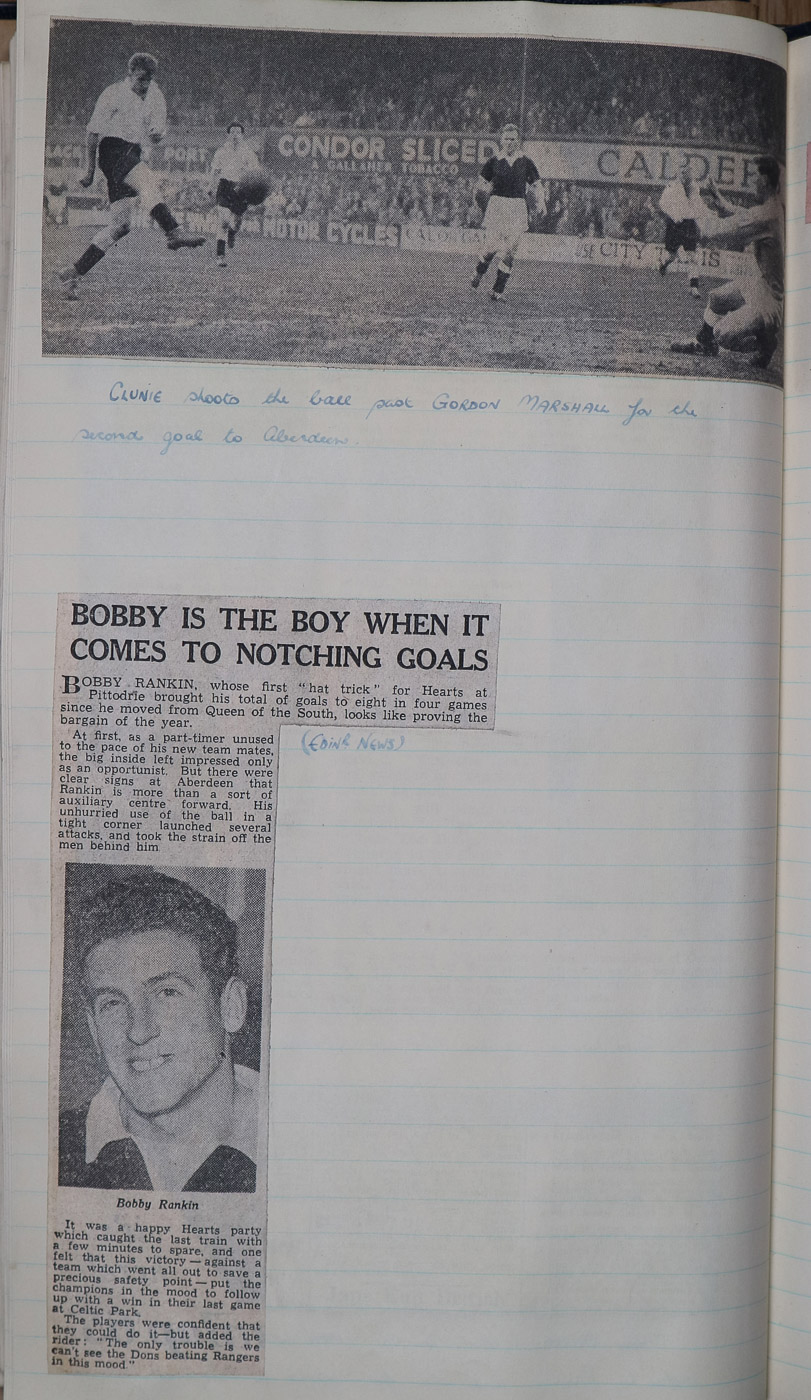 PORT
CONDOR SLICED
A GALLAHER TOBACCO
CALDER
MOTOR CYCLES
CITY
CLUNIE shoots the ball past GORDON MARSHALL for the
second goal to Aberdeen.
BOBBY IS THE BOY WHEN IT
COMES TO NOTCHING GOALS
BOBBY RANKIN, whose first "hat trick" for Hearts at
Pittodrie brought his total of goals to eight in four games
since he moved from Queen of the South, looks like proving the
bargain of the year.
At first, as a part-timer unused
to the pace of his new team mates,
the big inside left impressed only
as an opportunist. But there were
clear signs at Aberdeen that
Rankin is more than a sort of
auxiliary centre forward. His
unhurried use of the ball in a
tight corner launched several
attacks, and took the strain off the
men behind him
(EDINR NEWS)
Bobby Rankin
It was a happy Hearts party
which caught the last train with
a few minutes to spare, and one
felt that this victory—against a
team which went all out to save a
precious safety point—put the
champions in the mood to follow
up with a win in their last game
at Celtic Park.
The players were confident that
they could do it—but added the
rider: "The only trouble is we
can't see the Dons beating Rangers
in this mood."